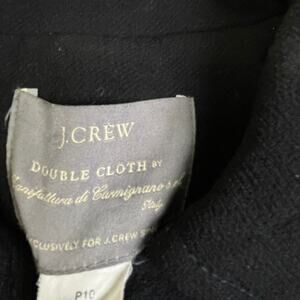 J.CREW
DOUBLE CLOTH BY
Manifattura di Carmignano s.r.l.
Italy
EXCLUSIVELY FOR J.CREW
P10